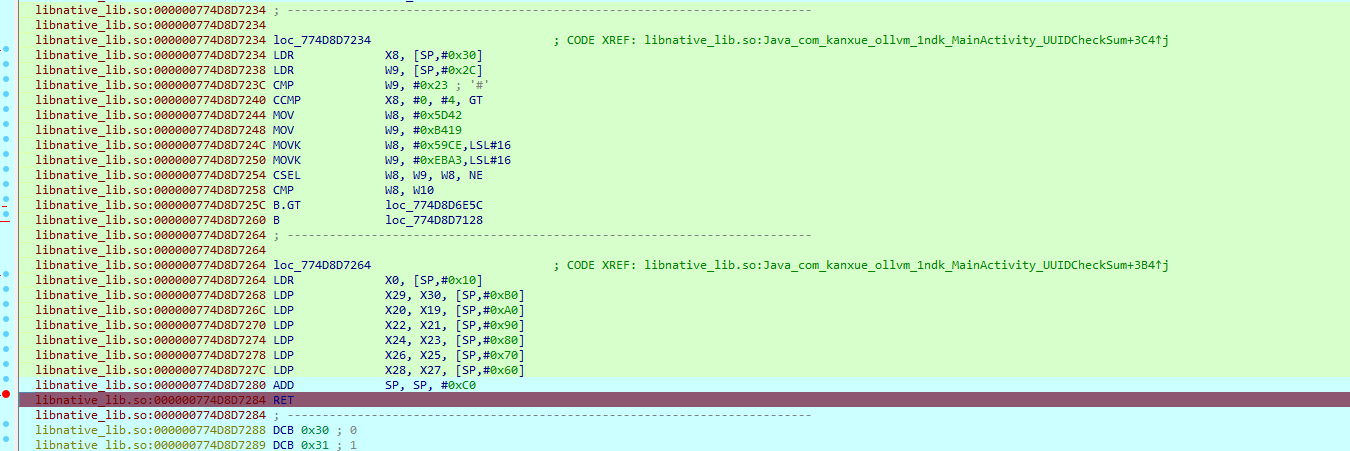 libnative_lib.so:000000774D8D7234 ; ---------------------------------------------------------------------------
libnative_lib.so:000000774D8D7234
libnative_lib.so:000000774D8D7234 loc_774D8D7234 ; CODE XREF: libnative_lib.so:Java_com_kanxue_ollvm_1ndk_MainActivity_UUIDCheckSum+3C4↑j
libnative_lib.so:000000774D8D7234 LDR X8, [SP,#0x30]
libnative_lib.so:000000774D8D7238 LDR W9, [SP,#0x2C]
libnative_lib.so:000000774D8D723C CMP W9, #0x23 ; '#'
libnative_lib.so:000000774D8D7240 CCMP X8, #0, #4, GT
libnative_lib.so:000000774D8D7244 MOV W8, #0x5D42
libnative_lib.so:000000774D8D7248 MOV W9, #0xB419
libnative_lib.so:000000774D8D724C MOVK W8, #0x59CE,LSL#16
libnative_lib.so:000000774D8D7250 MOVK W9, #0xEBA3,LSL#16
libnative_lib.so:000000774D8D7254 CSEL W8, W9, W8, NE
libnative_lib.so:000000774D8D7258 CMP W8, W10
libnative_lib.so:000000774D8D725C B.GT loc_774D8D6E5C
libnative_lib.so:000000774D8D7260 B loc_774D8D7128
libnative_lib.so:000000774D8D7264 ; ---------------------------------------------------------------------------
libnative_lib.so:000000774D8D7264
libnative_lib.so:000000774D8D7264 loc_774D8D7264 ; CODE XREF: libnative_lib.so:Java_com_kanxue_ollvm_1ndk_MainActivity_UUIDCheckSum+3B4↑j
libnative_lib.so:000000774D8D7264 LDR X0, [SP,#0x10]
libnative_lib.so:000000774D8D7268 LDP X29, X30, [SP,#0xB0]
libnative_lib.so:000000774D8D726C LDP X20, X19, [SP,#0xA0]
libnative_lib.so:000000774D8D7270 LDP X22, X21, [SP,#0x90]
libnative_lib.so:000000774D8D7274 LDP X24, X23, [SP,#0x80]
libnative_lib.so:000000774D8D7278 LDP X26, X25, [SP,#0x70]
libnative_lib.so:000000774D8D727C LDP X28, X27, [SP,#0x60]
libnative_lib.so:000000774D8D7280 ADD SP, SP, #0xC0
libnative_lib.so:000000774D8D7284 RET
libnative_lib.so:000000774D8D7284 ; ---------------------------------------------------------------------------
libnative_lib.so:000000774D8D7288 DCB 0x30 ; 0
libnative_lib.so:000000774D8D7289 DCB 0x31 ; 1